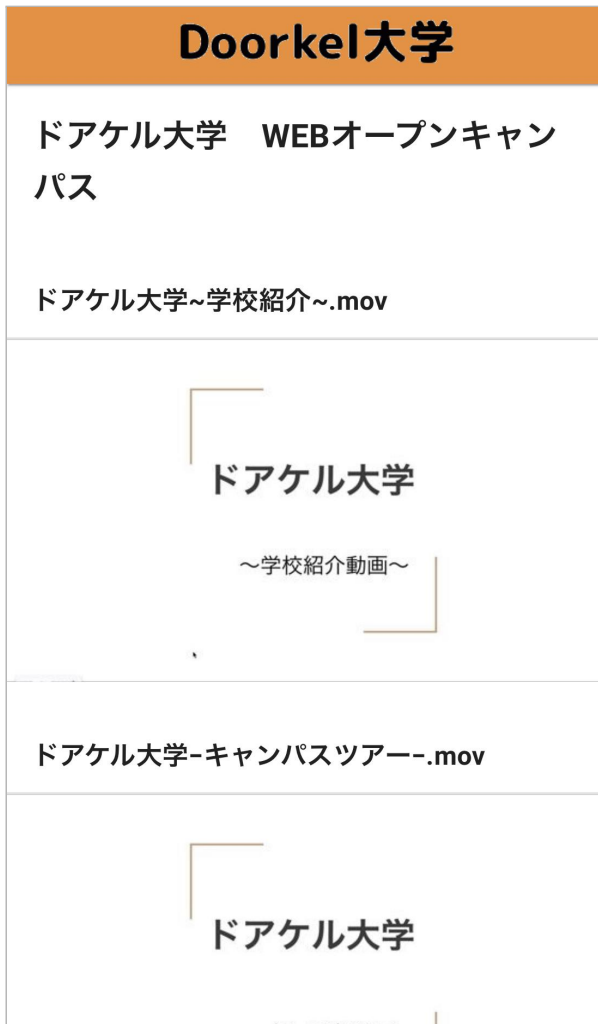 Doorkel大学
ドアケル大学　WEBオープンキャン
パス
ドアケル大学~学校紹介~.mov
ドアケル大学
〜学校紹介動画〜
ドアケル大学-キャンパスツアー-.mov
ドアケル大学